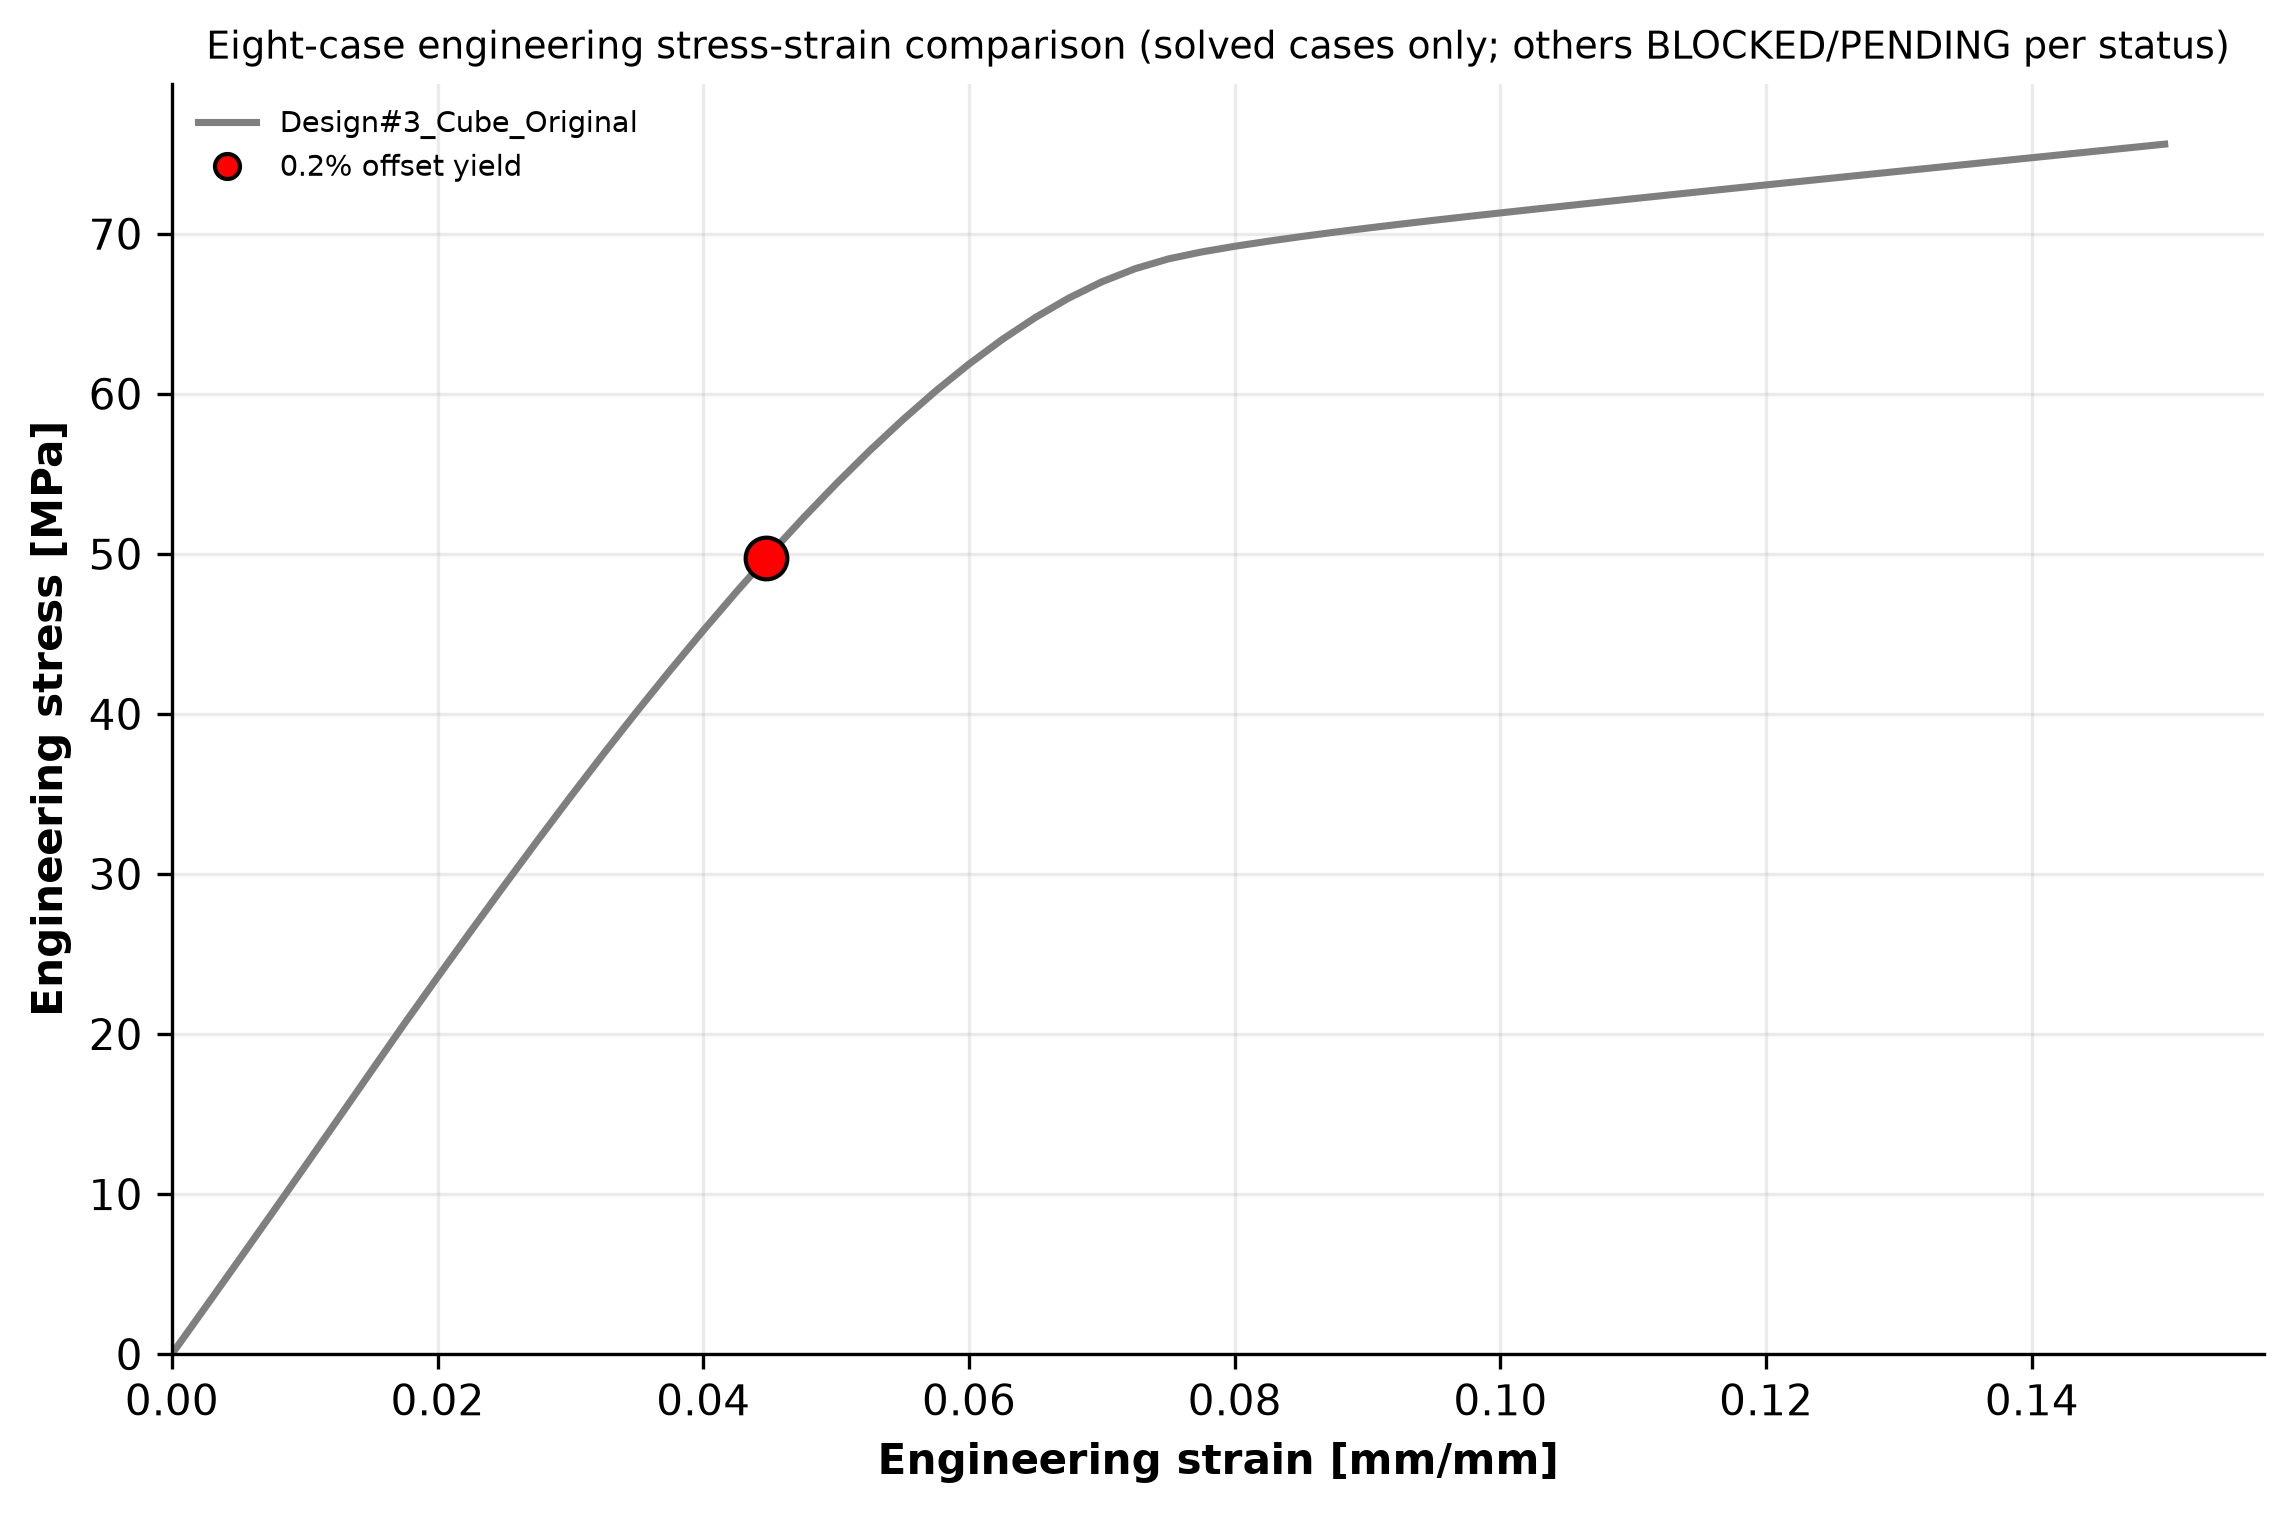 Eight-case engineering stress-strain comparison (solved cases only; others BLOCKED/PENDING per status)
Design#3_Cube_Original
0.2% offset yield
70
60
50
40
30
20
10
0
Engineering stress [MPa]
0.00 0.02 0.04 0.06 0.08 0.10 0.12 0.14
Engineering strain [mm/mm]